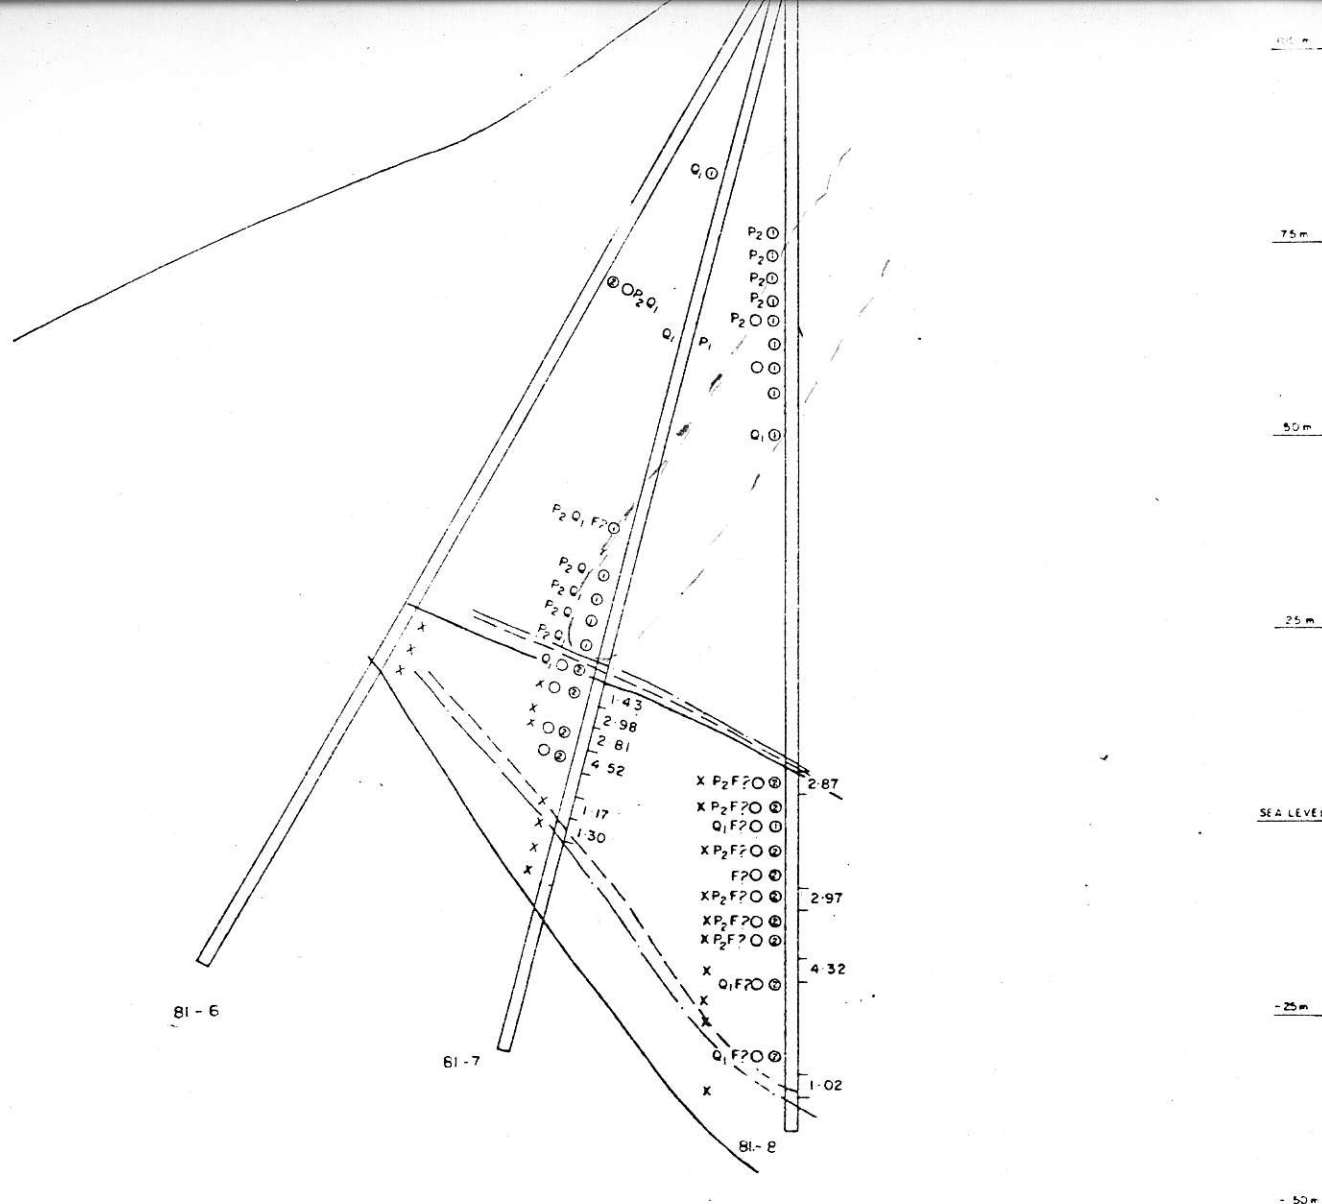 Q₁ ①
P₂ ①
75 m
P₂ ①
P₂ ①
② ○ P₂ Q₁
P₂ ①
P₂ ○ ①
Q₁ P₁
①
○ ①
①
Q₁ ①
50 m
P₂ Q₁ F? ①
P₂ Q₁ ①
P₂ Q₁ ①
P₂ Q ①
25 m
X
P₂ Q ①
X
Q₁ ○ ②
X
X ○ ②
1·43
X
X ○ ②
2·98
○ ②
2 81
4 52
X P₂ F? ○ ②
2·87
X
X P₂ F? ○ ②
1·17
SEA LEVEL
X
Q₁ F? ○ ①
1·30
X
X P₂ F? ○ ②
X
F? ○ ②
X P₂ F? ○ ②
2·97
X P₂ F? ○ ②
X P₂ F? ○ ②
X
4·32
Q₁ F? ○ ②
X
-25 m
81-6
X
Q₁ F? ○ ②
81-7
X
1·02
81-8
- 50 m